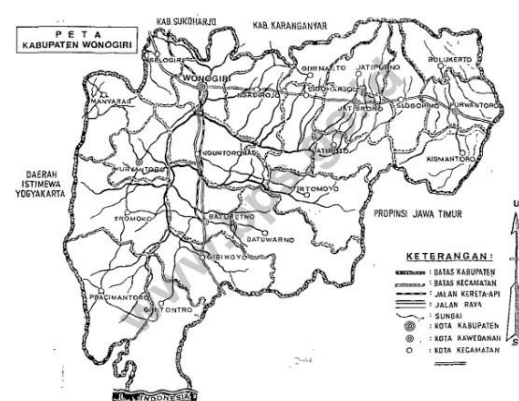 PETA
KABUPATEN WONOGIRI
KAB. SUKOHARJO
KAB. KARANGANYAR
SELOGIRI
WONOGIRI
GIRIMARTO
JATIPURNO
BULUKERTO
MANYARAN
NGADIROJO
SIDOHARJO
JATISRONO
SLOGOHIMO
PURWANTORO
NGUNTORONADI
JATIROTO
KISMANTORO
WURYANTORO
DAERAH
ISTIMEWA
YOGYAKARTA
TIRTOMOYO
EROMOKO
BATURETNO
BATUWARNO
PROPINSI JAWA TIMUR
U
GIRIWOYO
PRACIMANTORO
GIRITONTRO
S
KETERANGAN :
: BATAS KABUPATEN
: BATAS KECAMATAN
: JALAN KERETA-API
: JALAN RAYA
: SUNGAI
: KOTA KABUPATEN
: KOTA KAWEDANAN
: KOTA KECAMATAN
INDONESIA